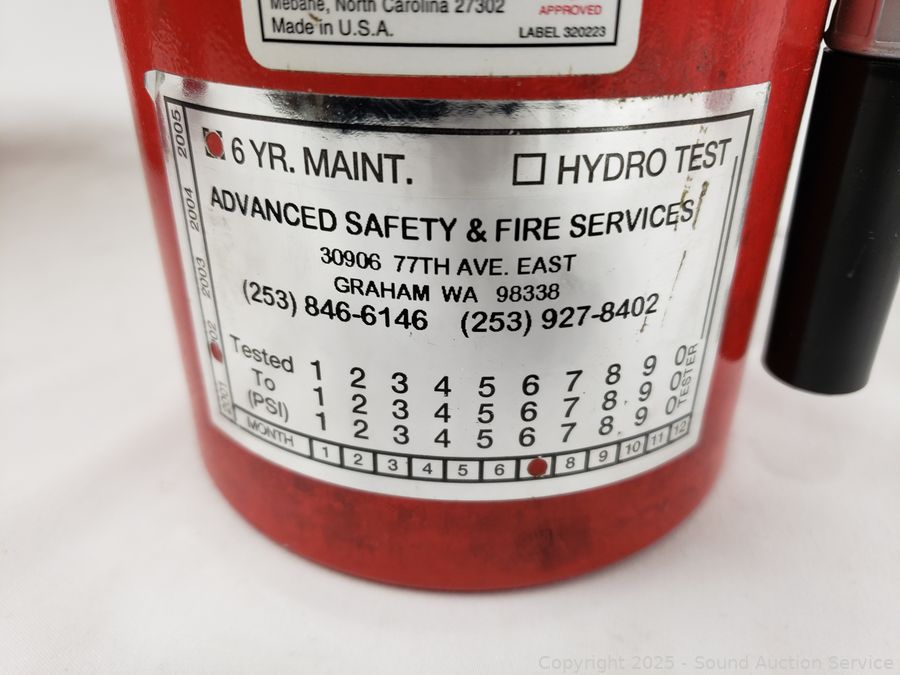 Mebane, North Carolina 27302
Made in U.S.A.
APPROVED
LABEL 320223
2005
2004
2003
02
2001
6 YR. MAINT.
HYDRO TEST
ADVANCED SAFETY & FIRE SERVICES
30906 77TH AVE. EAST
GRAHAM WA 98338
(253) 846-6146 (253) 927-8402
Tested 1 2 3 4 5 6 7 8 9 0
To 1 2 3 4 5 6 7 8 9 0
(PSI) 1 2 3 4 5 6 7 8 9 0
TESTER
MONTH 1 2 3 4 5 6 8 9 10 11 12
Copyright 2025 - Sound Auction Service